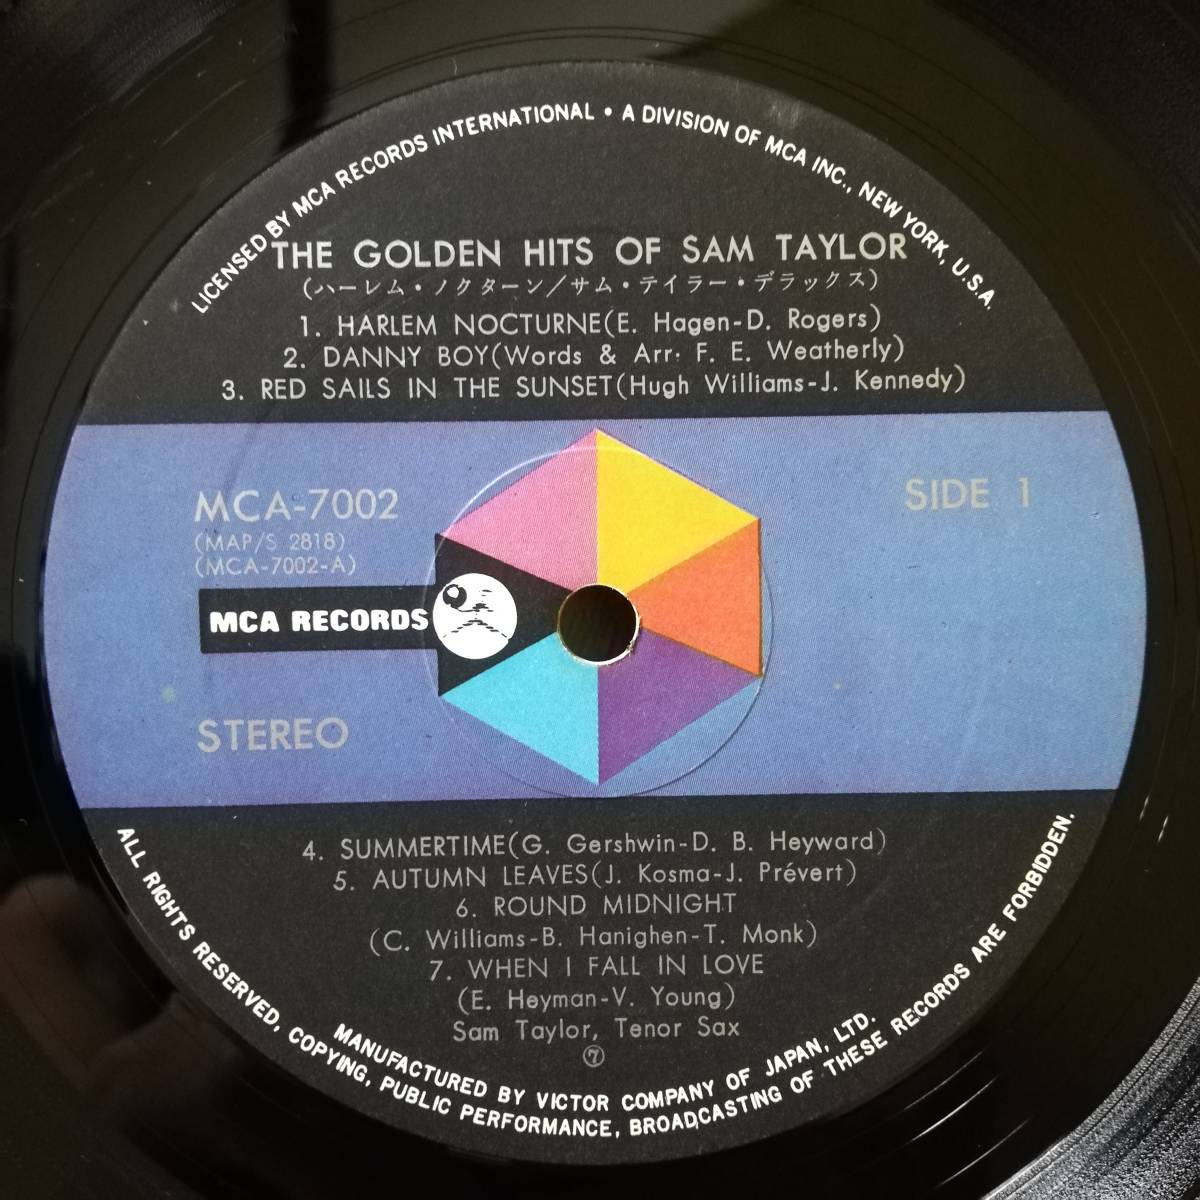 LICENSED BY MCA RECORDS INTERNATIONAL • A DIVISION OF MCA INC., NEW YORK, U.S.A.
THE GOLDEN HITS OF SAM TAYLOR
(ハーレム・ノクターン/サム・テイラー・デラックス)
1. HARLEM NOCTURNE(E. Hagen-D. Rogers)
2. DANNY BOY(Words & Arr. F. E. Weatherly)
3. RED SAILS IN THE SUNSET(Hugh Williams-J. Kennedy)
MCA-7002
(MAP/S 2818)
(MCA-7002-A)
SIDE 1
MCA RECORDS
STEREO
4. SUMMERTIME(G. Gershwin-D. B. Heyward)
5. AUTUMN LEAVES(J. Kosma-J. Prévert)
6. ROUND MIDNIGHT
(C. Williams-B. Hanighen-T. Monk)
7. WHEN I FALL IN LOVE
(E. Heyman-V. Young)
Sam Taylor, Tenor Sax
⑦
MANUFACTURED BY VICTOR COMPANY OF JAPAN, LTD.
ALL RIGHTS RESERVED, COPYING, PUBLIC PERFORMANCE, BROADCASTING OF THESE RECORDS ARE FORBIDDEN.